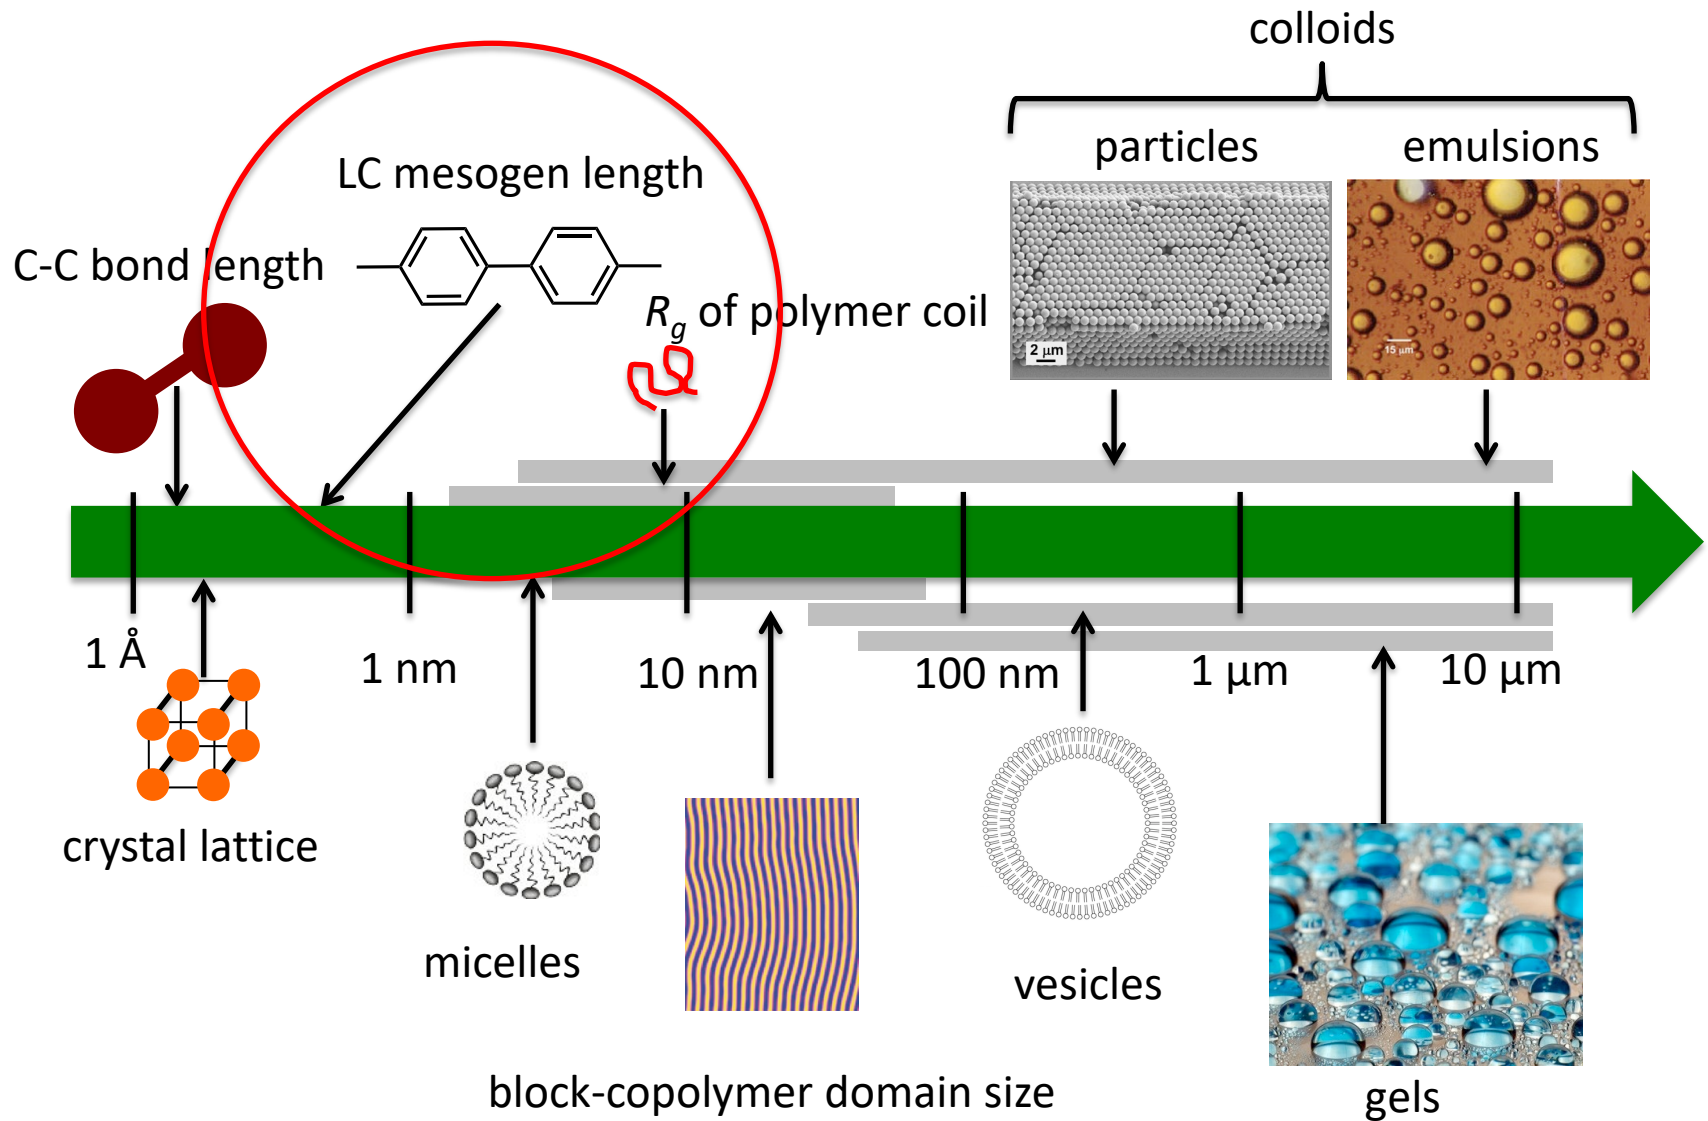 colloids
particles
emulsions
LC mesogen length
C-C bond length
Rg of polymer coil
2 μm
15 μm
1 Å
1 nm
10 nm
100 nm
1 μm
10 μm
crystal lattice
micelles
vesicles
block-copolymer domain size
gels